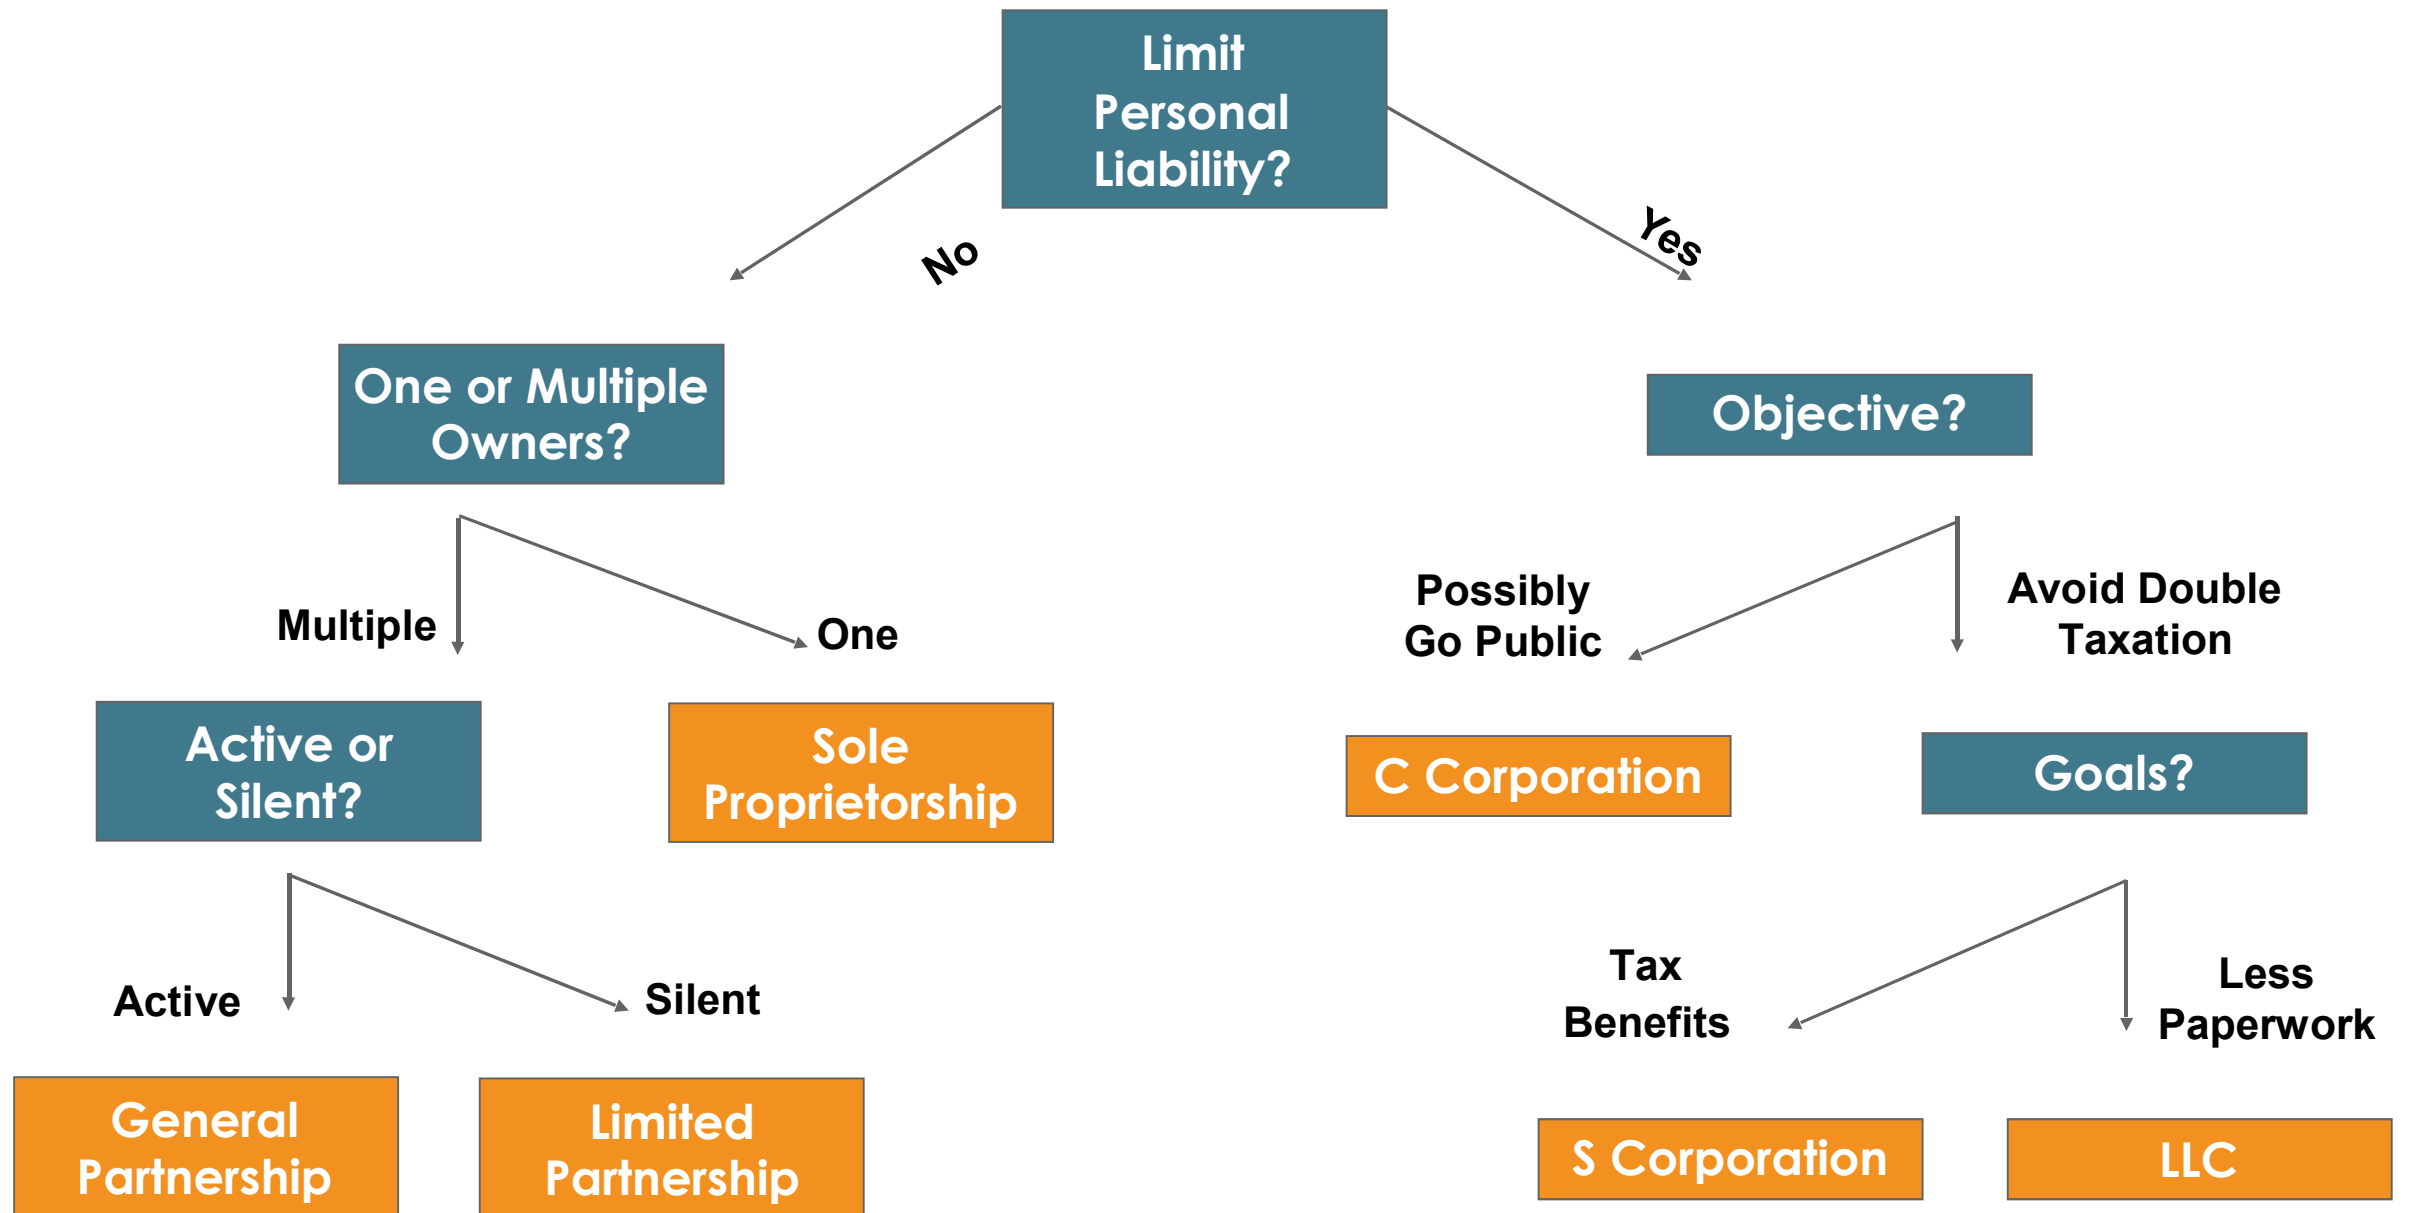 Limit
Personal
Liability?
No
Yes
One or Multiple
Owners?
Objective?
Multiple
One
Possibly
Go Public
Avoid Double
Taxation
Active or
Silent?
Sole
Proprietorship
C Corporation
Goals?
Active
Silent
Tax
Benefits
Less
Paperwork
General
Partnership
Limited
Partnership
S Corporation
LLC